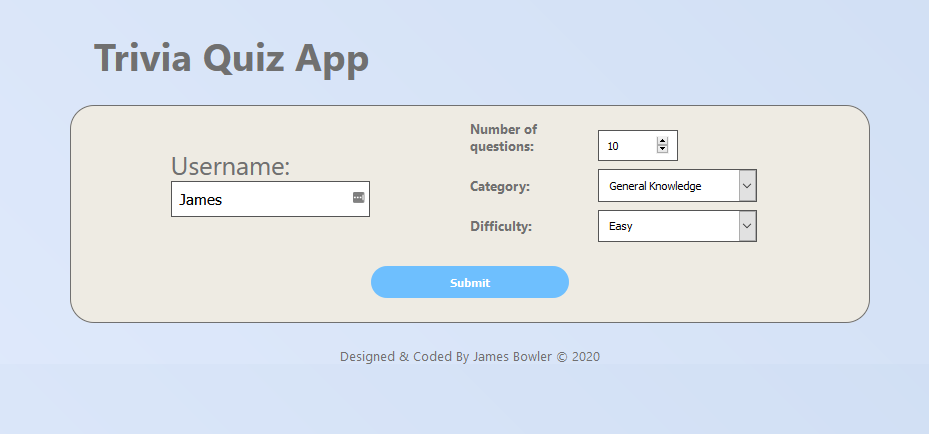 Trivia Quiz App
Username:
James
Number of
questions:
10
Category:
General Knowledge
Difficulty:
Easy
Submit
Designed & Coded By James Bowler © 2020